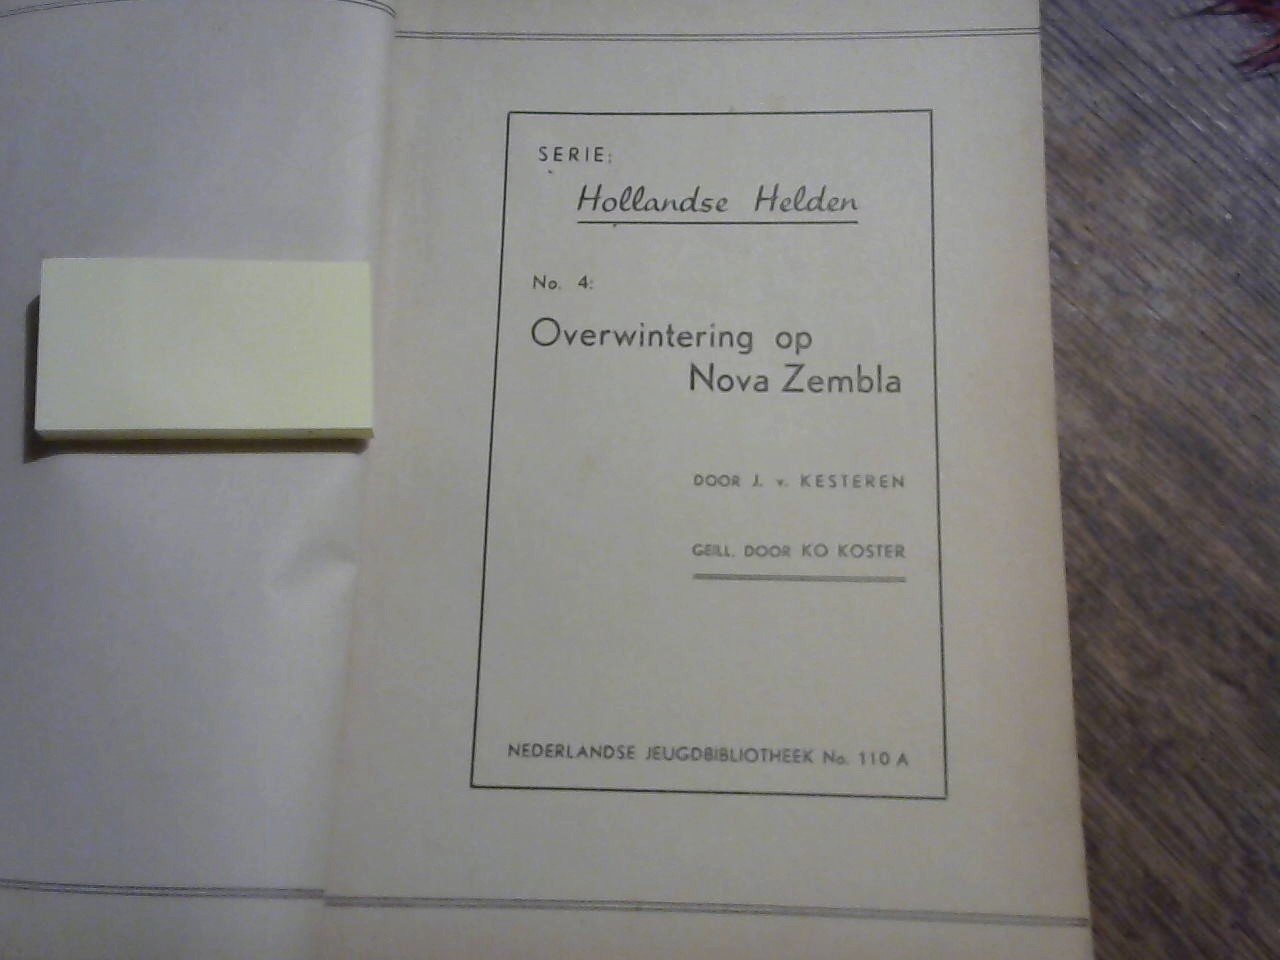 SERIE:
Hollandse Helden
No. 4:
Overwintering op
Nova Zembla
DOOR J. v. KESTEREN
GEILL. DOOR KO KOSTER
NEDERLANDSE JEUGDBIBLIOTHEEK No. 110 A